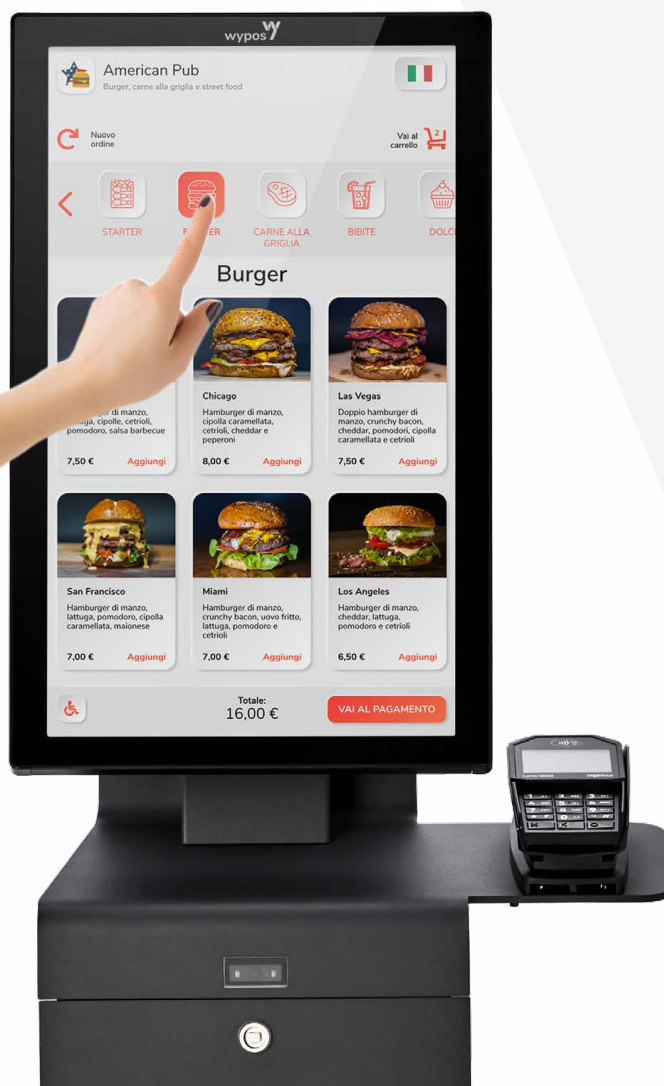 wypos
American Pub
Burger, carne alla griglia e street food
Nuovo
ordine
Vai al
carrello
2
STARTER
CARNE ALLA
GRIGLIA
BIBITE
DOLCI
Burger
di manzo,
cipolle, cetrioli,
pomodoro, salsa barbecue
7,50 €
Aggiungi
Chicago
Hamburger di manzo,
cipolla caramellata,
cetrioli, cheddar e
peperoni
8,00 €
Aggiungi
Las Vegas
Doppio hamburger di
manzo, crunchy bacon,
cheddar, pomodori, cipolla
caramellata e cetrioli
7,50 €
Aggiungi
San Francisco
Hamburger di manzo,
lattuga, pomodoro, cipolla
caramellata, maionese
7,00 €
Aggiungi
Miami
Hamburger di manzo,
crunchy bacon, uovo fritto,
lattuga, pomodoro e
cetrioli
7,00 €
Aggiungi
Los Angeles
Hamburger di manzo,
cheddar, lattuga,
pomodoro e cetrioli
6,50 €
Aggiungi
Totale:
16,00 €
VAI AL PAGAMENTO